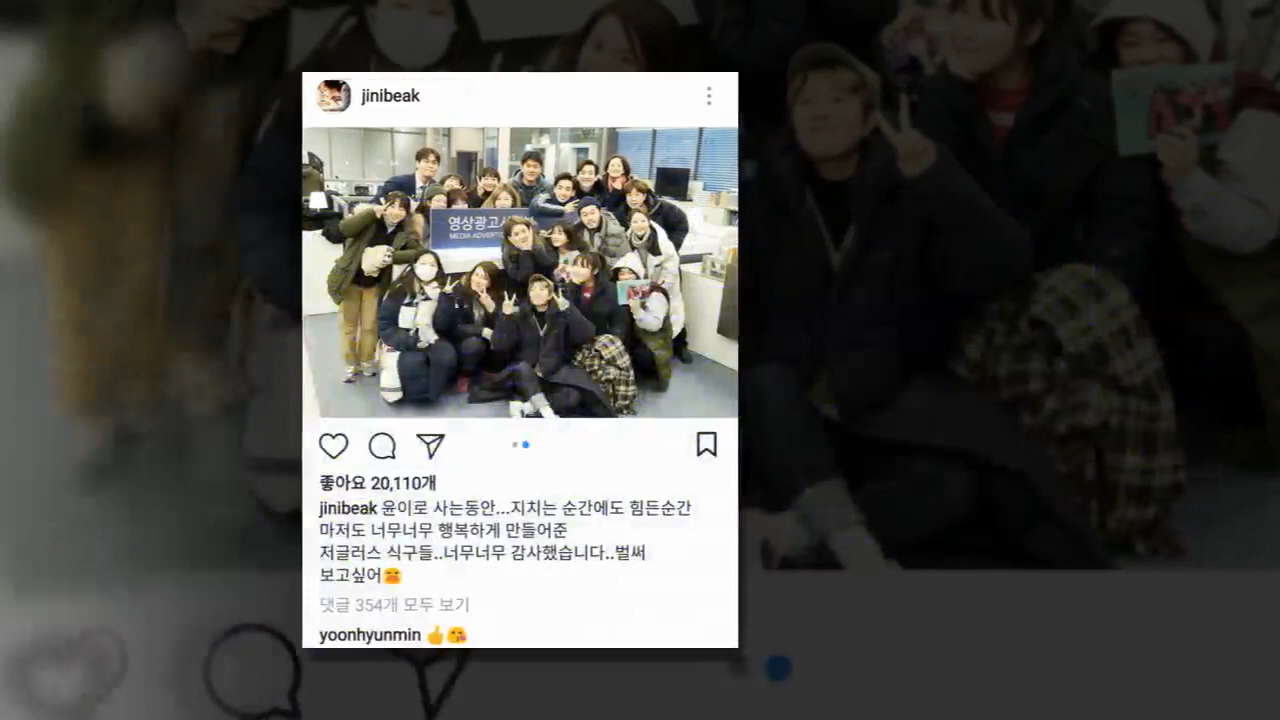 jinibeak
영상광고사
MEDIA ADVERTIS
좋아요 20,110개
jinibeak 윤이로 사는동안...지치는 순간에도 힘든순간
마저도 너무너무 행복하게 만들어준
저글러스 식구들..너무너무 감사했습니다..벌써
보고싶어
댓글 354개 모두 보기
yoonhyunmin